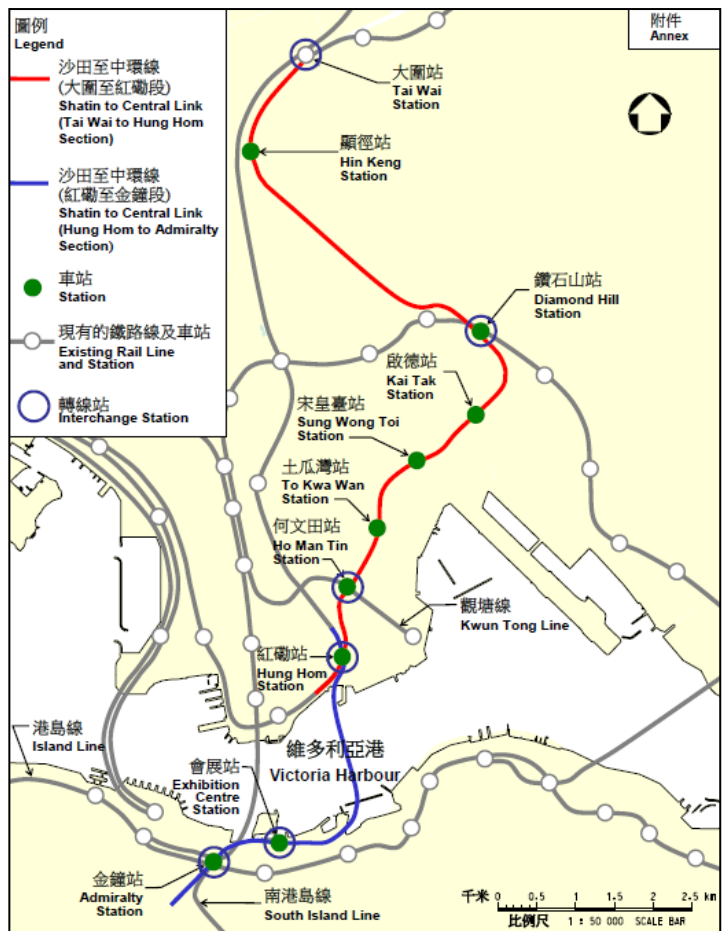 圖例
Legend
沙田至中環線
(大圍至紅磡段)
Shatin to Central Link
(Tai Wai to Hung Hom
Section)
沙田至中環線
(紅磡至金鐘段)
Shatin to Central Link
(Hung Hom to Admiralty
Section)
車站
Station
現有的鐵路線及車站
Existing Rail Line
and Station
轉線站
Interchange Station
附件
Annex
大圍站
Tai Wai
Station
顯徑站
Hin Keng
Station
鑽石山站
Diamond Hill
Station
啟德站
Kai Tak
Station
宋皇臺站
Sung Wong Toi
Station
土瓜灣站
To Kwa Wan
Station
何文田站
Ho Man Tin
Station
觀塘線
Kwun Tong Line
紅磡站
Hung Hom
Station
港島線
Island Line
維多利亞港
Victoria Harbour
會展站
Exhibition
Centre
Station
金鐘站
Admiralty
Station
南港島線
South Island Line
千米 0 0.5 1 1.5 2 2.5 km
比例尺 1 : 50 000 SCALE BAR